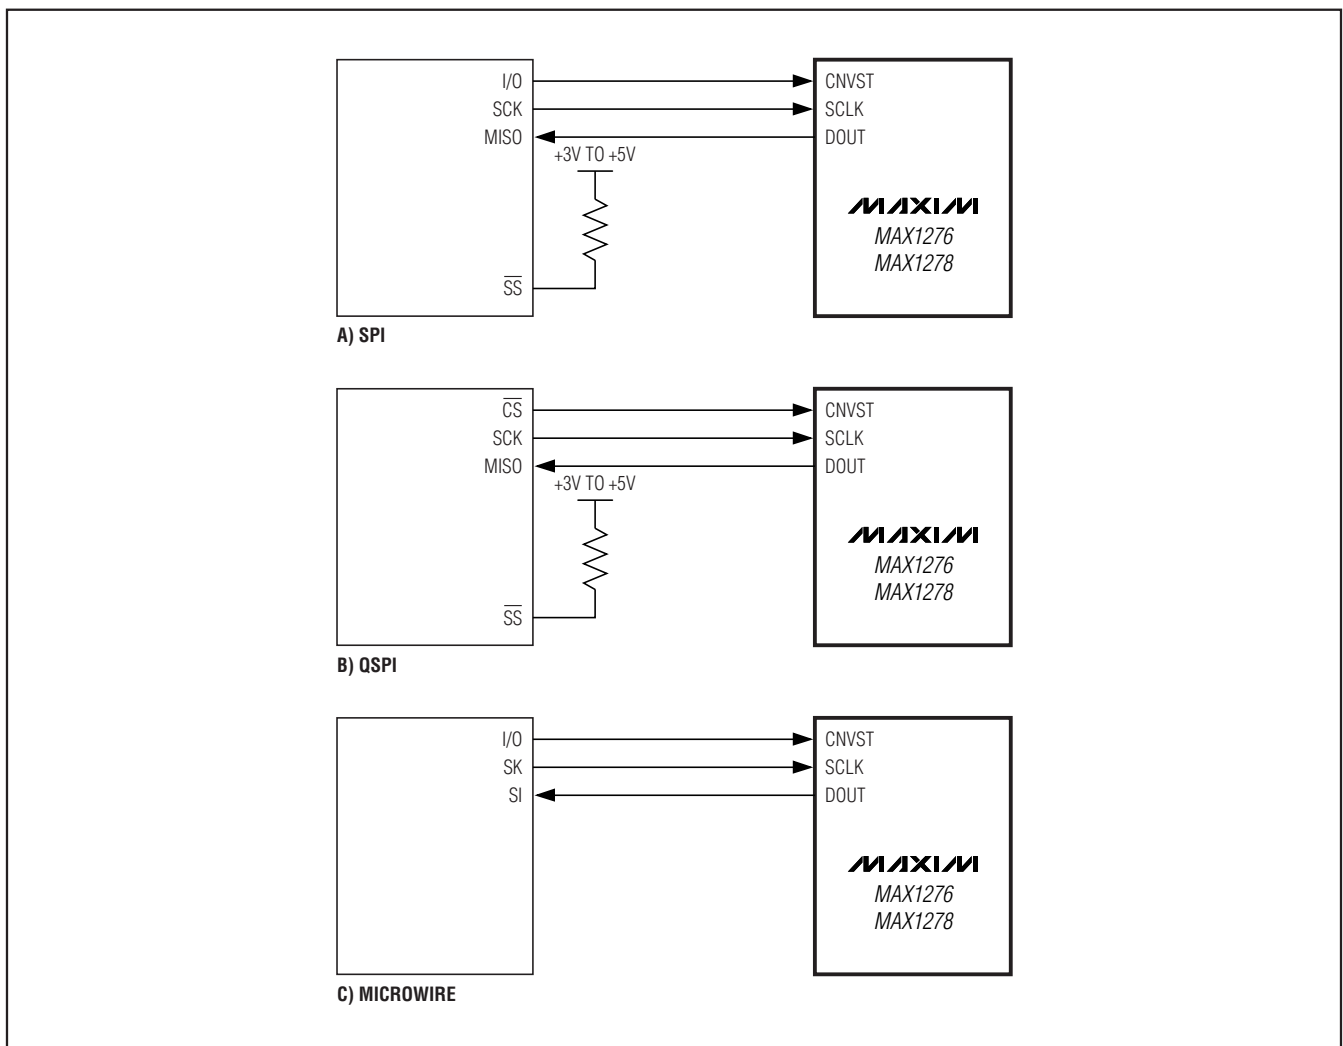 I/O
SCK
MISO
+3V TO +5V
SS
CNVST
SCLK
DOUT
MAXIM
MAX1276
MAX1278
A) SPI
CS
SCK
MISO
+3V TO +5V
SS
CNVST
SCLK
DOUT
MAXIM
MAX1276
MAX1278
B) QSPI
I/O
SK
SI
CNVST
SCLK
DOUT
MAXIM
MAX1276
MAX1278
C) MICROWIRE